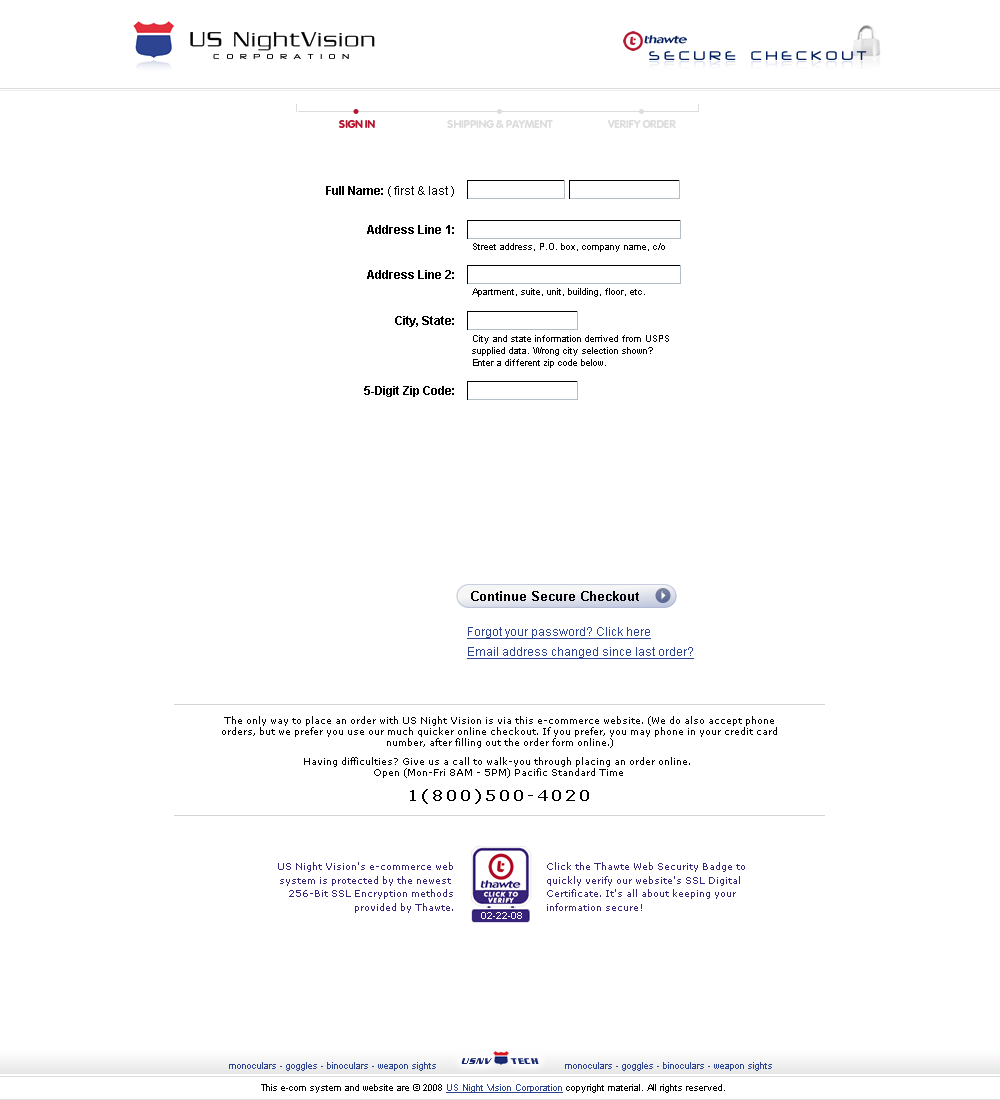 US NightVision
CORPORATION
thawte
SECURE CHECKOUT
SIGN IN
SHIPPING & PAYMENT
VERIFY ORDER
Full Name: ( first & last )
Address Line 1:
Street address, P.O. box, company name, c/o
Address Line 2:
Apartment, suite, unit, building, floor, etc.
City, State:
City and state information derrived from USPS
supplied data. Wrong city selection shown?
Enter a different zip code below.
5-Digit Zip Code:
Continue Secure Checkout
Forgot your password? Click here
Email address changed since last order?
The only way to place an order with US Night Vision is via this e-commerce website. (We do also accept phone
orders, but we prefer you use our much quicker online checkout. If you prefer, you may phone in your credit card
number, after filling out the order form online.)
Having difficulties? Give us a call to walk-you through placing an order online.
Open (Mon-Fri 8AM - 5PM) Pacific Standard Time
1(800)500-4020
US Night Vision's e-commerce web
system is protected by the newest
256-Bit SSL Encryption methods
provided by Thawte.
thawte
CLICK TO
VERIFY
02-22-08
Click the Thawte Web Security Badge to
quickly verify our website's SSL Digital
Certificate. It's all about keeping your
information secure!
monoculars - goggles - binoculars - weapon sights
USNV TECH
monoculars - goggles - binoculars - weapon sights
This e-com system and website are © 2008 US Night Vision Corporation copyright material. All rights reserved.